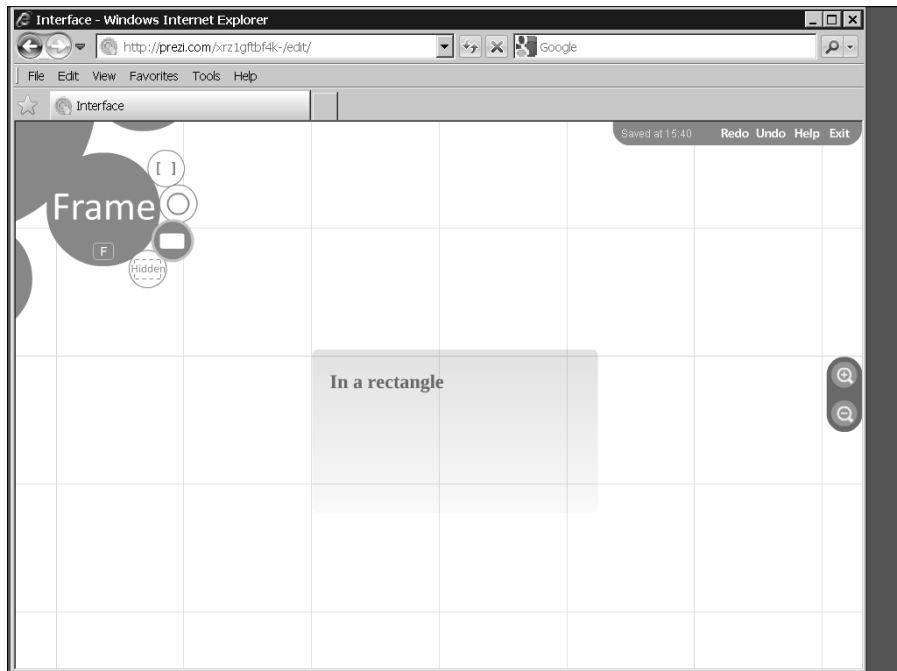 Interface - Windows Internet Explorer
http://prezi.com/xrz1gftbf4k-/edit/
Google
File Edit View Favorites Tools Help
Interface
Saved at 15:40 Redo Undo Help Exit
[ ]
Frame
F
Hidden
In a rectangle